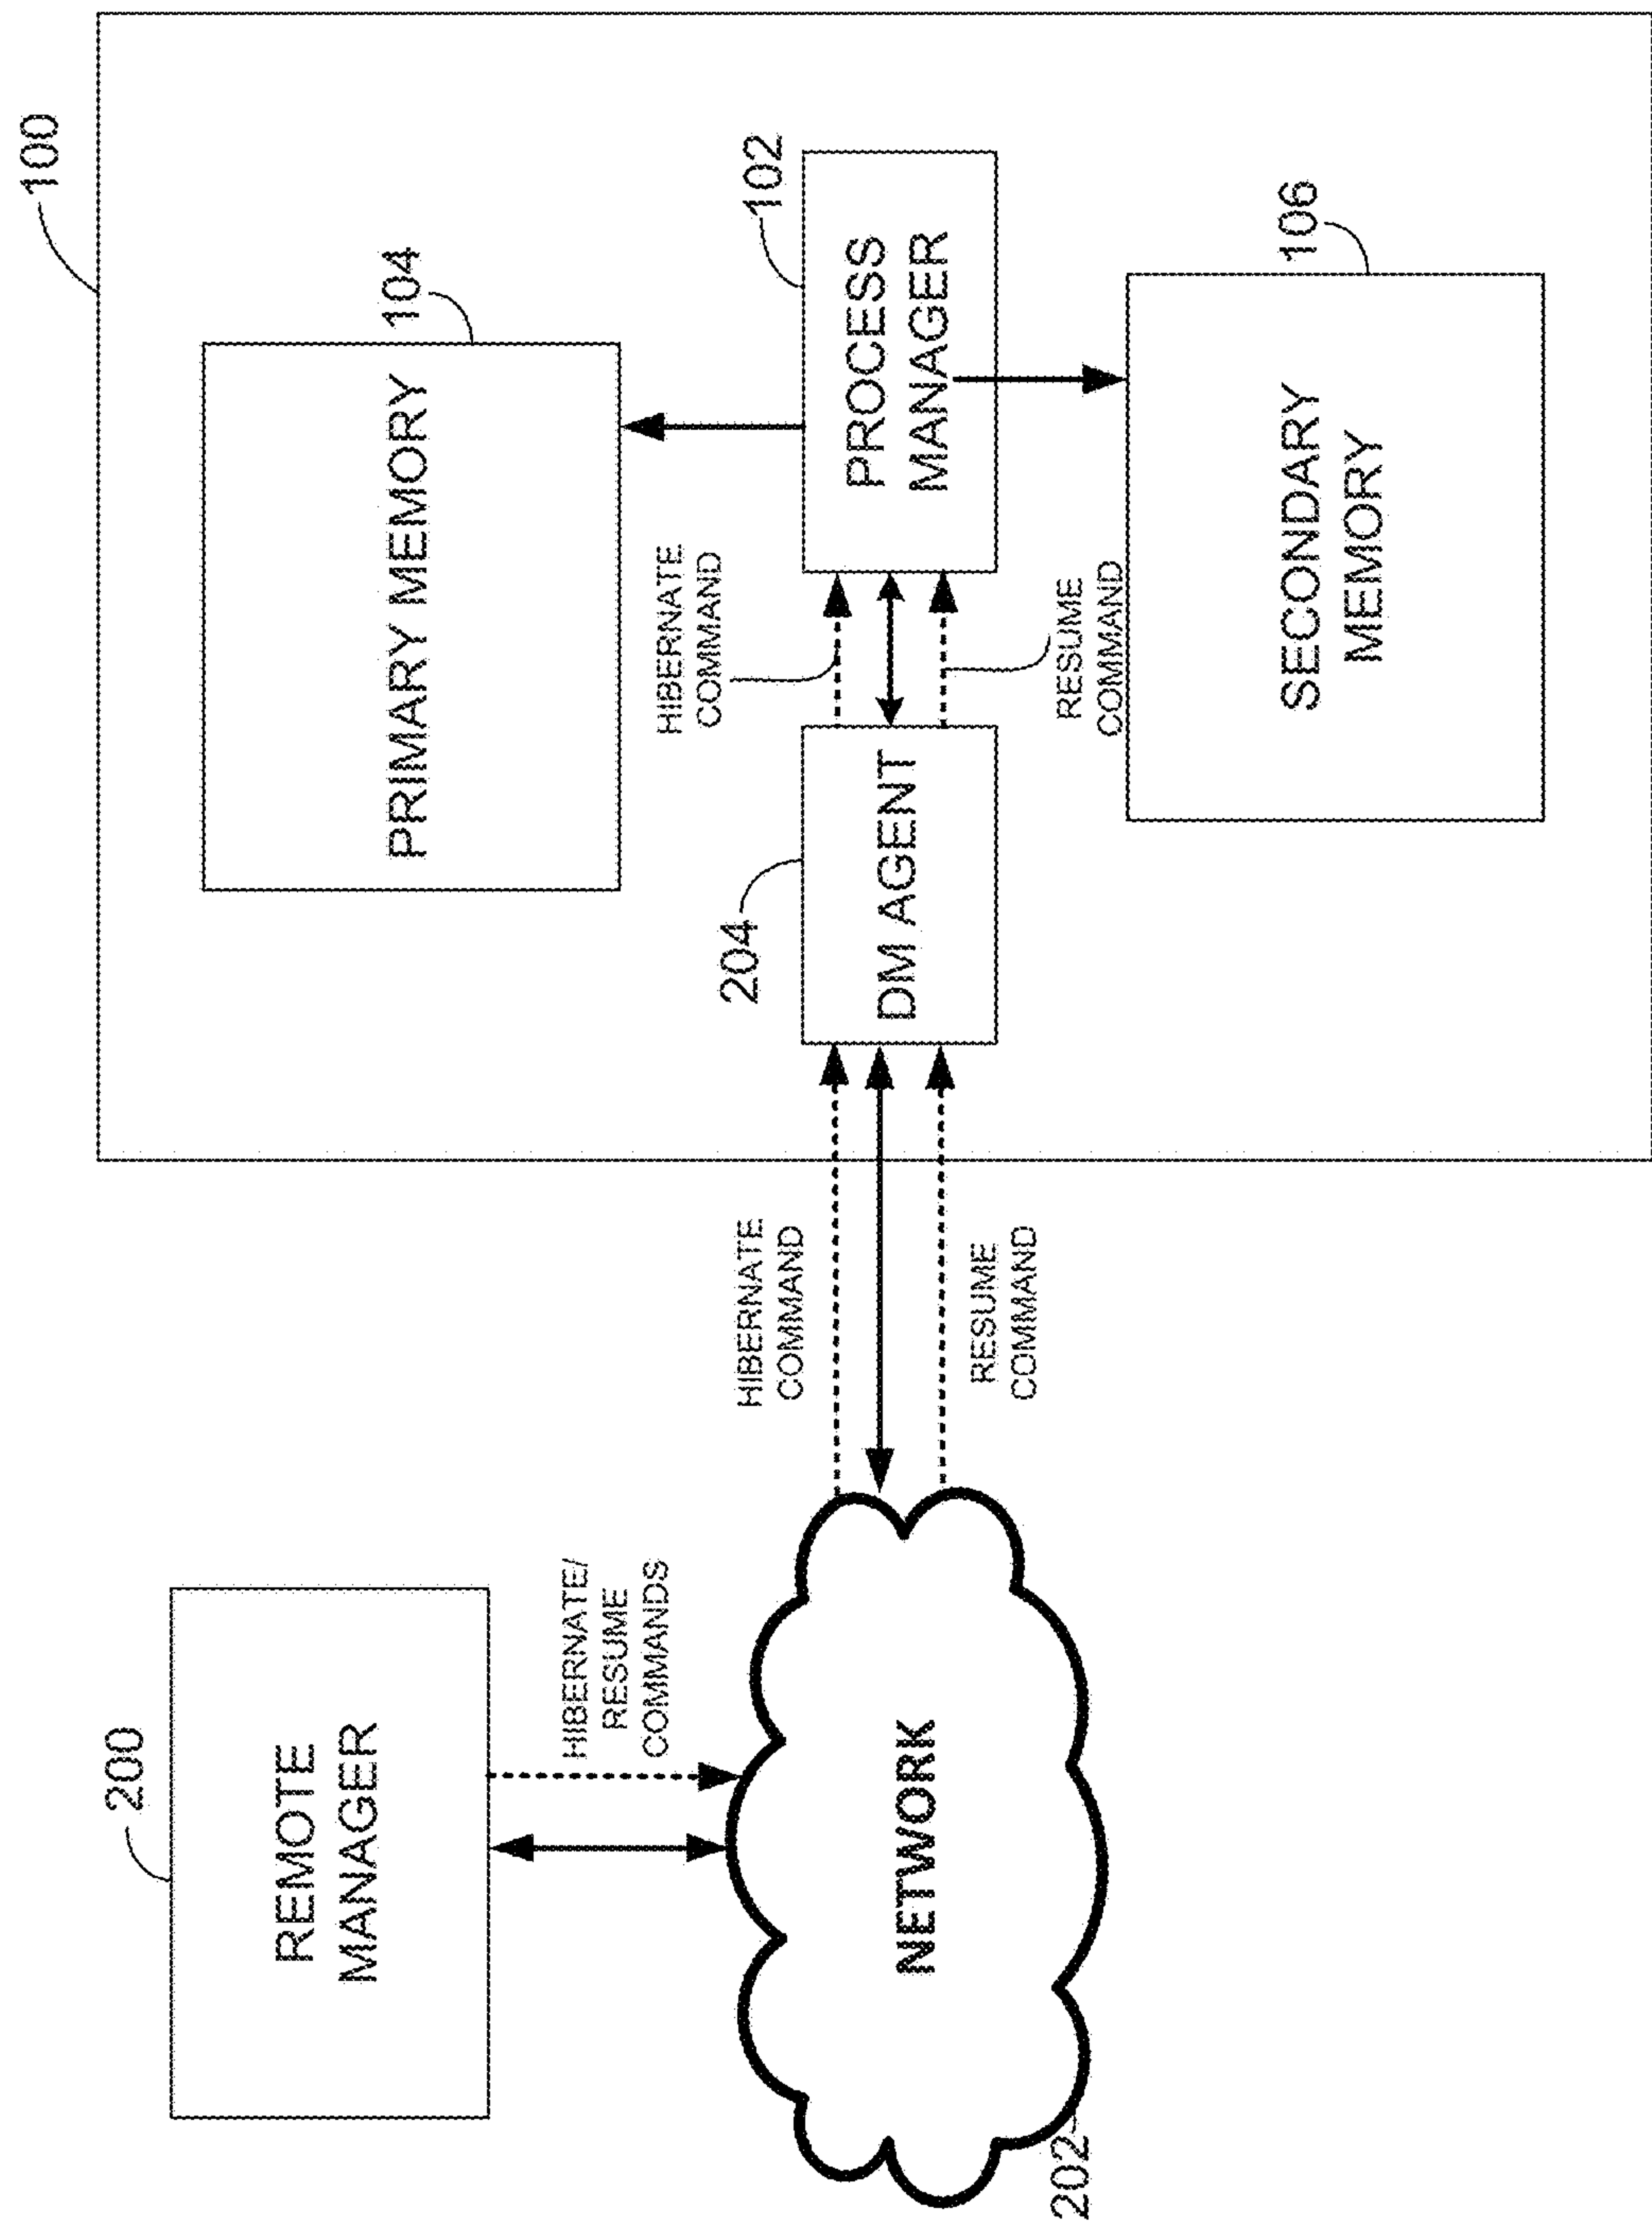 100
200
REMOTE
MANAGER
HIBERNATE/
RESUME
COMMANDS
NETWORK
202
HIBERNATE
COMMAND
RESUME
COMMAND
104
PRIMARY MEMORY
204
DM AGENT
HIBERNATE
COMMAND
RESUME
COMMAND
102
PROCESS
MANAGER
106
SECONDARY
MEMORY